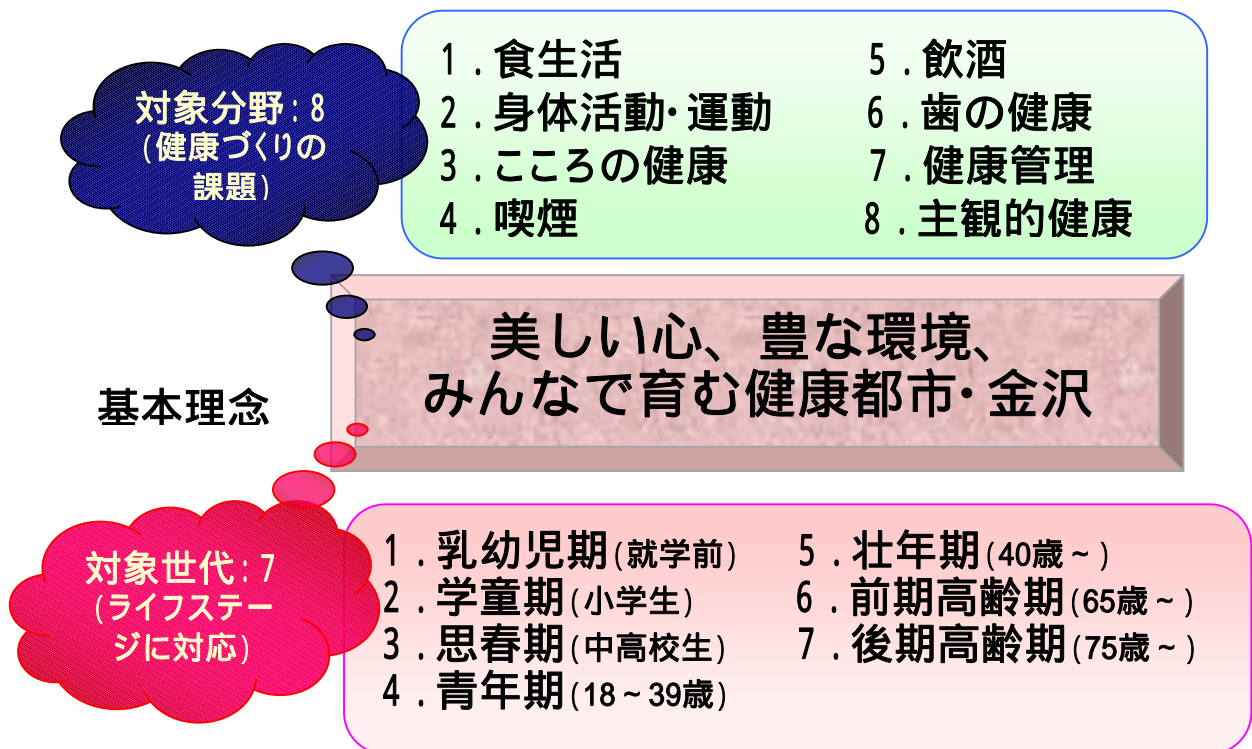 対象分野：8
(健康づくりの
課題)
1．食生活
2．身体活動・運動
3．こころの健康
4．喫煙
5．飲酒
6．歯の健康
7．健康管理
8．主観的健康
基本理念
美しい心、豊な環境、
みんなで育む健康都市・金沢
対象世代：7
(ライフステー
ジに対応)
1．乳幼児期(就学前)
2．学童期(小学生)
3．思春期(中高校生)
4．青年期(18～39歳)
5．壮年期(40歳～)
6．前期高齢期(65歳～)
7．後期高齢期(75歳～)